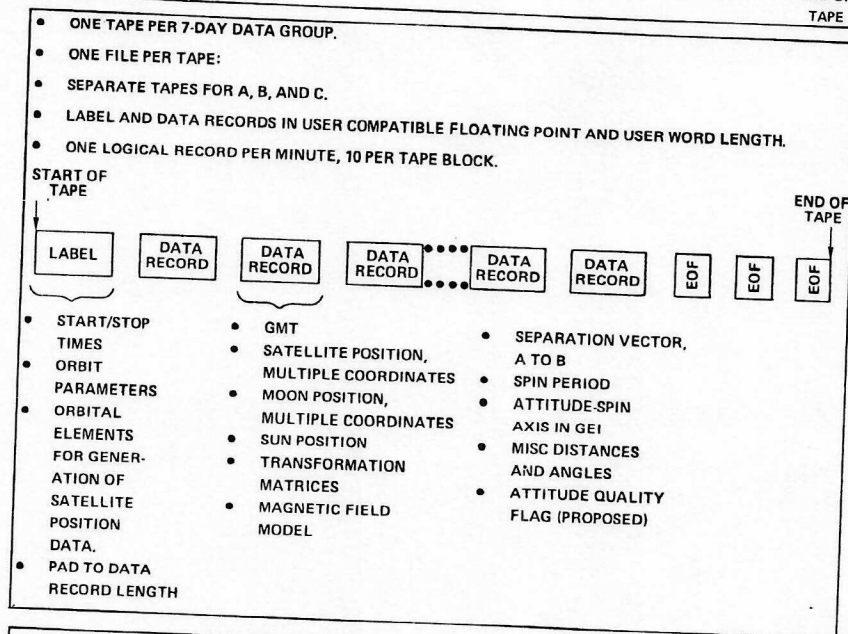 TAPE
• ONE TAPE PER 7-DAY DATA GROUP.
• ONE FILE PER TAPE:
• SEPARATE TAPES FOR A, B, AND C.
• LABEL AND DATA RECORDS IN USER COMPATIBLE FLOATING POINT AND USER WORD LENGTH.
• ONE LOGICAL RECORD PER MINUTE, 10 PER TAPE BLOCK.
START OF
TAPE
END OF
TAPE
LABEL
DATA
RECORD
DATA
RECORD
DATA
RECORD
DATA
RECORD
DATA
RECORD
EOF
EOF
EOF
• START/STOP
TIMES
• ORBIT
PARAMETERS
• ORBITAL
ELEMENTS
FOR GENER-
ATION OF
SATELLITE
POSITION
DATA.
• PAD TO DATA
RECORD LENGTH
• GMT
• SATELLITE POSITION,
MULTIPLE COORDINATES
• MOON POSITION,
MULTIPLE COORDINATES
• SUN POSITION
• TRANSFORMATION
MATRICES
• MAGNETIC FIELD
MODEL
• SEPARATION VECTOR,
A TO B
• SPIN PERIOD
• ATTITUDE-SPIN
AXIS IN GEI
• MISC DISTANCES
AND ANGLES
• ATTITUDE QUALITY
FLAG (PROPOSED)